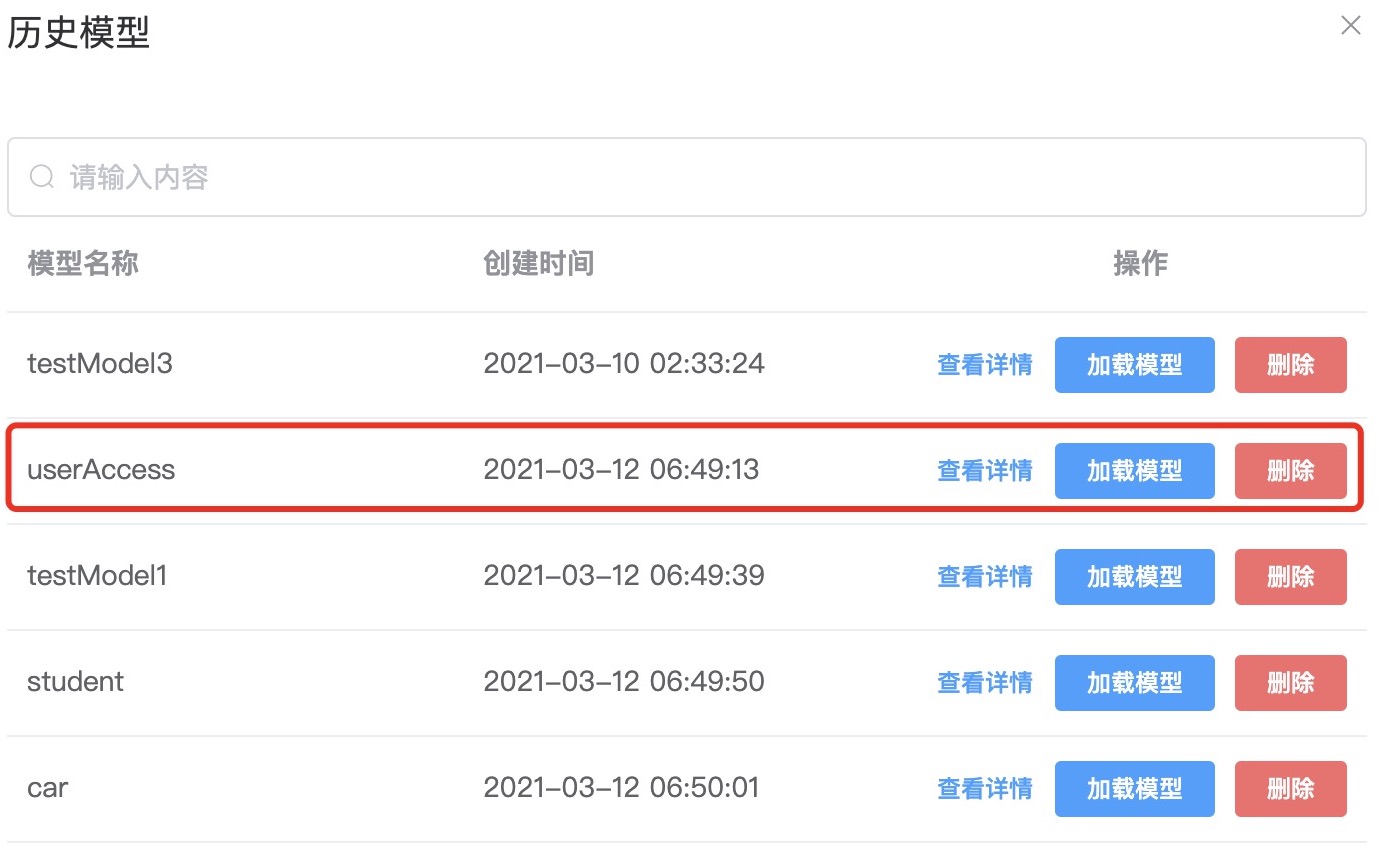 历史模型
请输入内容
模型名称 创建时间 操作
testModel3 2021-03-10 02:33:24 查看详情 加载模型 删除
userAccess 2021-03-12 06:49:13 查看详情 加载模型 删除
testModel1 2021-03-12 06:49:39 查看详情 加载模型 删除
student 2021-03-12 06:49:50 查看详情 加载模型 删除
car 2021-03-12 06:50:01 查看详情 加载模型 删除